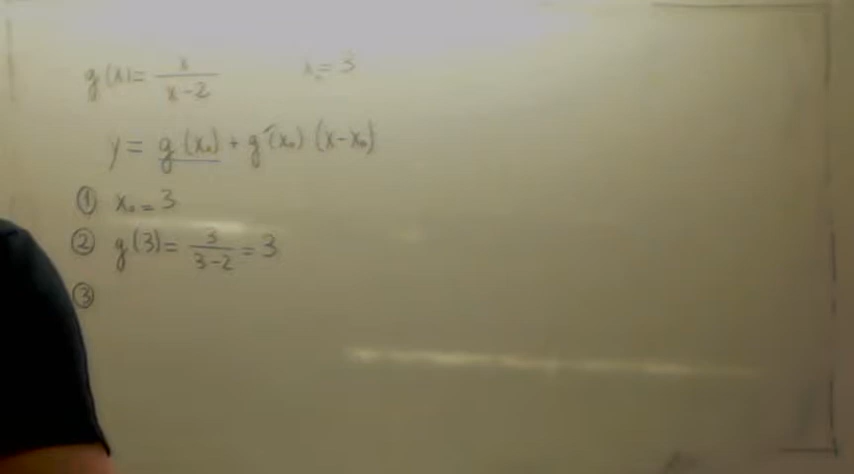 g(x) = x/(x-2)    x₀ = 3
y = g(x₀) + g'(x₀) (x-x₀)
① x₀ = 3
② g(3) = 3/(3-2) = 3
③